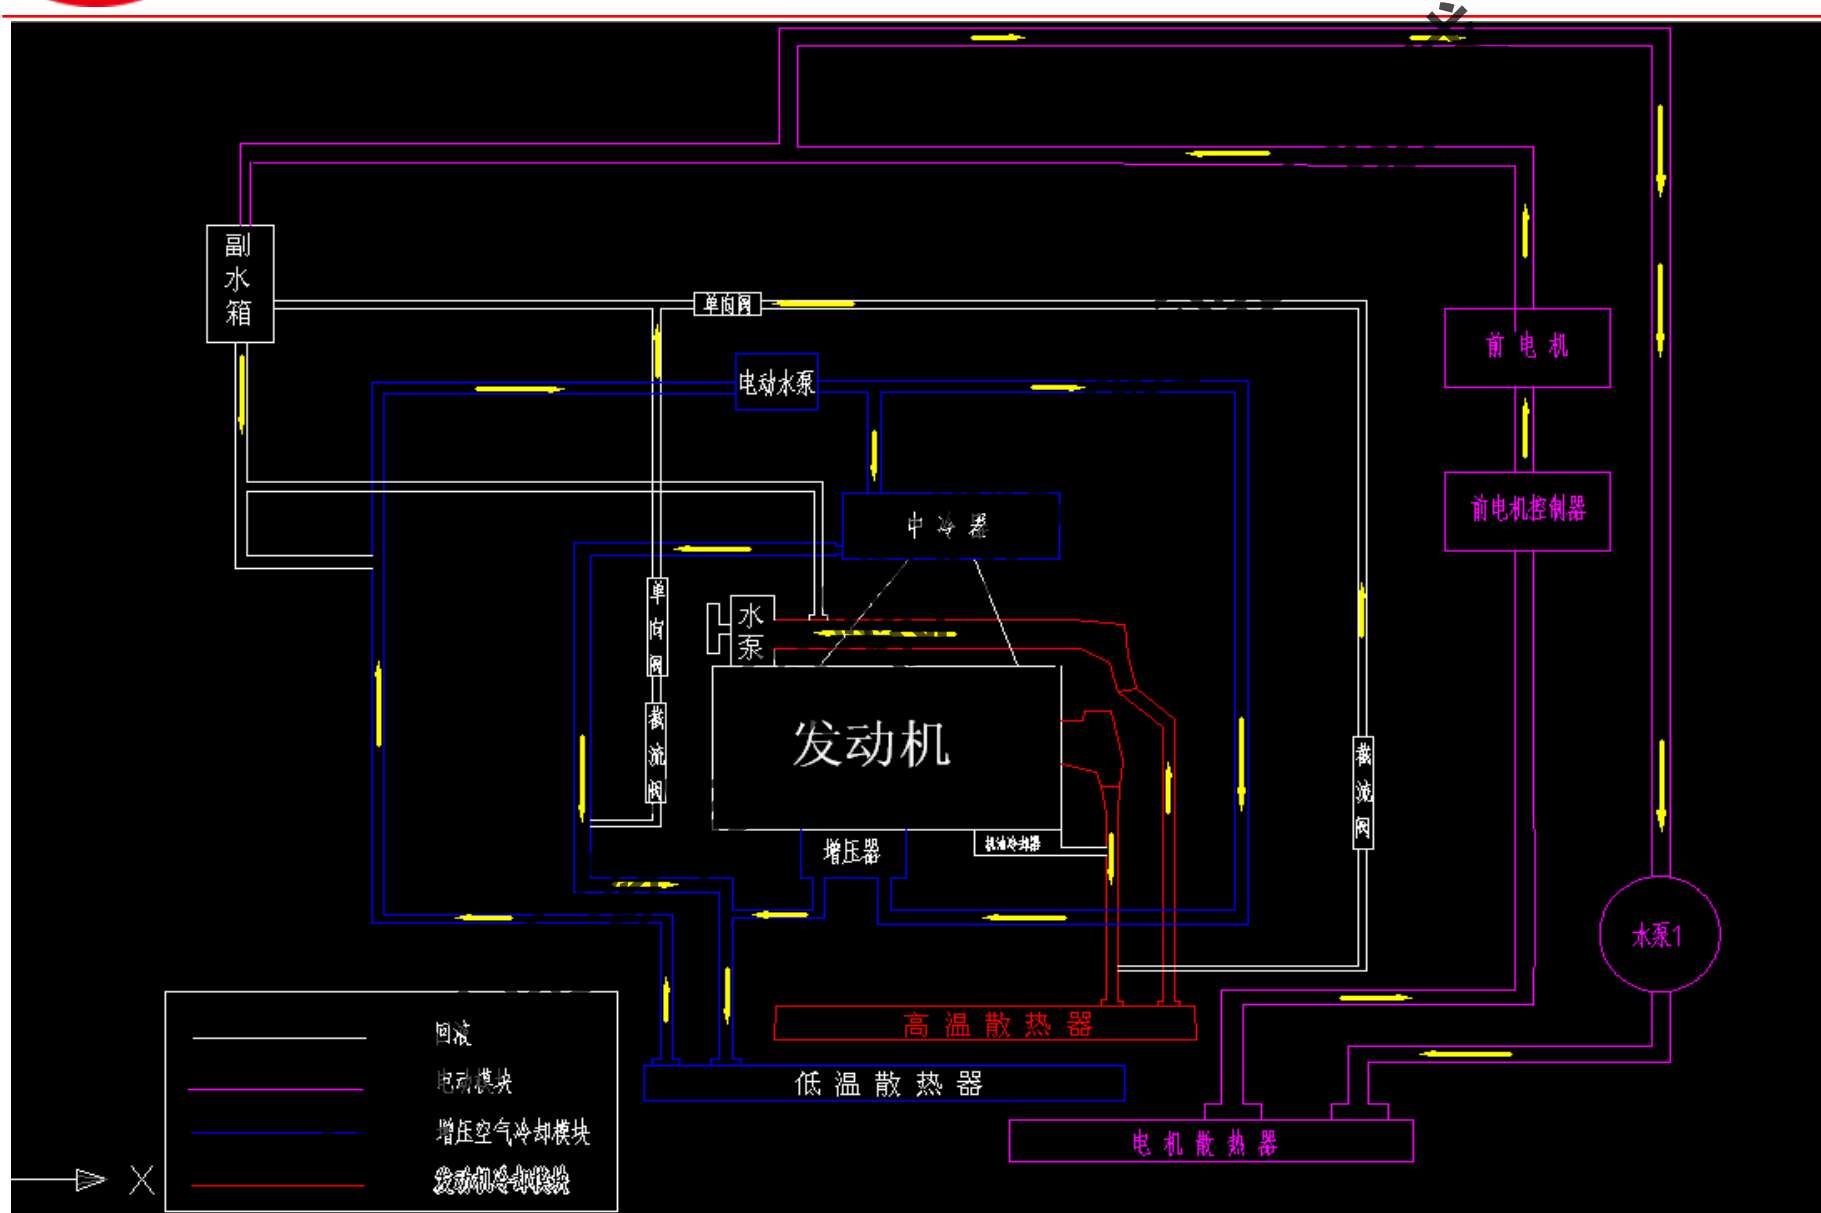 副水箱
单向阀
电动水泵
前电机
前电机控制器
中冷器
单向阀
水泵
截流阀
发动机
截流阀
增压器
机油冷却器
水泵1
高温散热器
低温散热器
电机散热器
回液
电动模块
增压空气冷却模块
发动机冷却模块
X